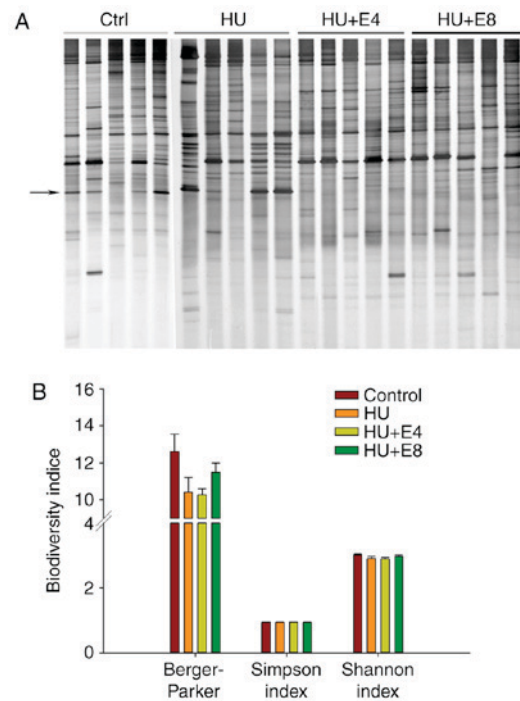 A
Ctrl HU HU+E4 HU+E8
B
16
14
12
10
4
2
0
Biodiversity indice
Control
HU
HU+E4
HU+E8
Berger-
Parker
Simpson
index
Shannon
index